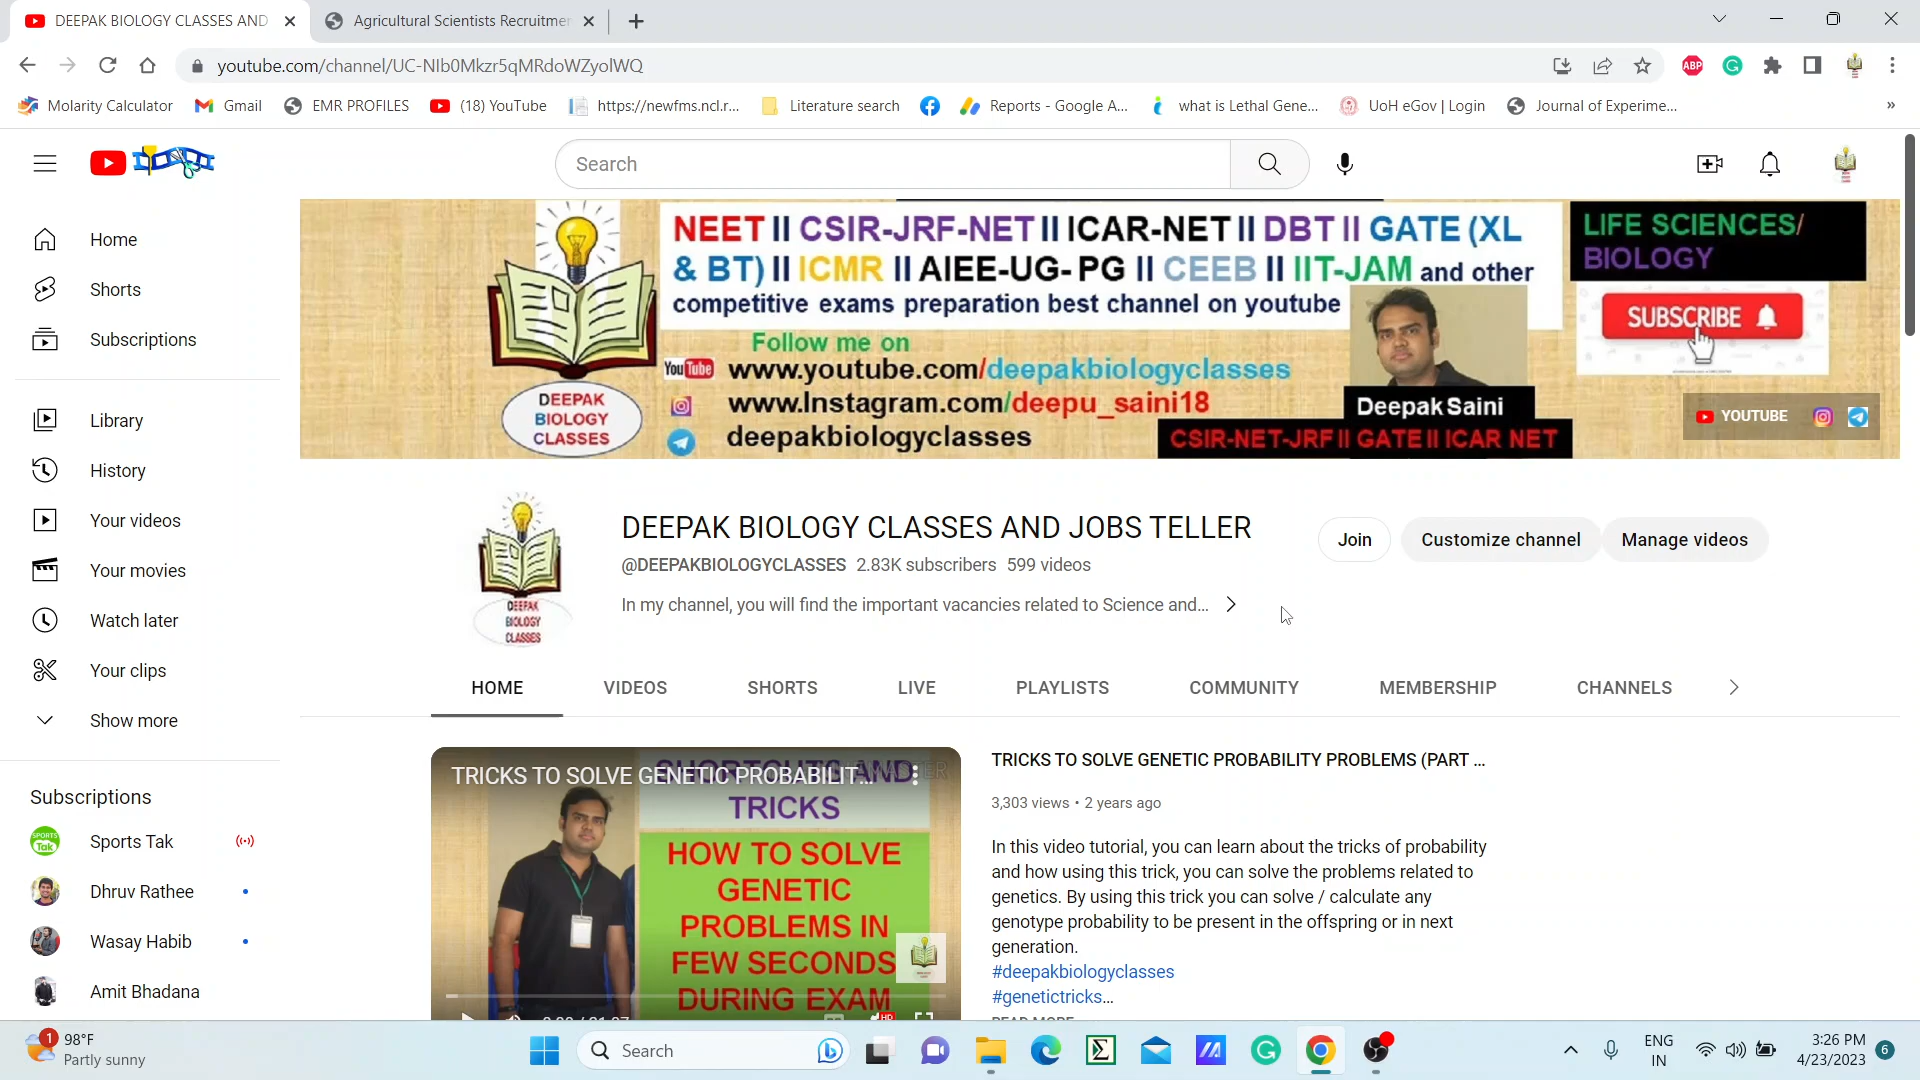 DEEPAK BIOLOGY CLASSES AND
Agricultural Scientists Recruitmen
youtube.com/channel/UC-NIb0Mkzr5qMRdoWZyolWQ
ABP
Molarity Calculator
Gmail
EMR PROFILES
(18) YouTube
https://newfms.ncl.r...
Literature search
Reports - Google A...
what is Lethal Gene...
UoH eGov | Login
Journal of Experime...
Search
Home
Shorts
Subscriptions
Library
History
Your videos
Your movies
Watch later
Your clips
Show more
Subscriptions
Sports Tak
Dhruv Rathee
Wasay Habib
Amit Bhadana
NEET II CSIR-JRF-NET II ICAR-NET II DBT II GATE (XL
& BT) II ICMR II AIEE-UG-PG II CEEB II IIT-JAM and other
competitive exams preparation best channel on youtube
Follow me on
YouTube www.youtube.com/deepakbiologyclasses
www.Instagram.com/deepu_saini18
deepakbiologyclasses
DEEPAK
BIOLOGY
CLASSES
Deepak Saini
CSIR-NET-JRF II GATE II ICAR NET
LIFE SCIENCES/
BIOLOGY
SUBSCRIBE
YOUTUBE
DEEPAK
BIOLOGY
CLASSES
DEEPAK BIOLOGY CLASSES AND JOBS TELLER
@DEEPAKBIOLOGYCLASSES 2.83K subscribers 599 videos
In my channel, you will find the important vacancies related to Science and...
Join
Customize channel
Manage videos
HOME
VIDEOS
SHORTS
LIVE
PLAYLISTS
COMMUNITY
MEMBERSHIP
CHANNELS
TRICKS TO SOLVE GENETIC PROBABILIT...
SHORTCUTS AND
TRICKS
HOW TO SOLVE
GENETIC
PROBLEMS IN
FEW SECONDS
DURING EXAM
TRICKS TO SOLVE GENETIC PROBABILITY PROBLEMS (PART ...
3,303 views • 2 years ago
In this video tutorial, you can learn about the tricks of probability
and how using this trick, you can solve the problems related to
genetics. By using this trick you can solve / calculate any
genotype probability to be present in the offspring or in next
generation.
#deepakbiologyclasses
#genetictricks...
READ MORE
1
98°F
Partly sunny
Search
ENG
IN
3:26 PM
4/23/2023
6